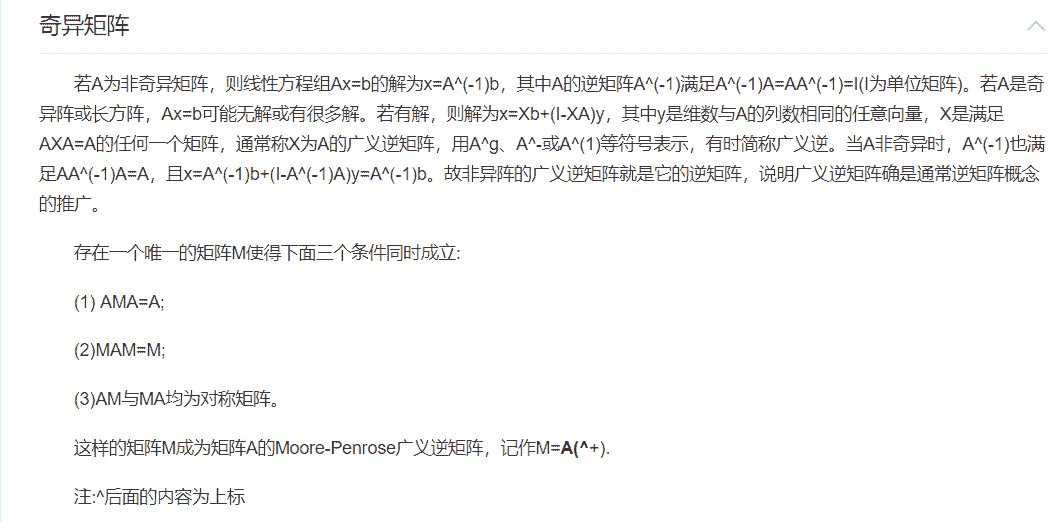 奇异矩阵
若A为非奇异矩阵，则线性方程组Ax=b的解为x=A^(-1)b，其中A的逆矩阵A^(-1)满足A^(-1)A=AA^(-1)=I(I为单位矩阵)。若A是奇
异阵或长方阵，Ax=b可能无解或有很多解。若有解，则解为x=Xb+(I-XA)y，其中y是维数与A的列数相同的任意向量，X是满足
AXA=A的任何一个矩阵，通常称X为A的广义逆矩阵，用A^g、A^-或A^(1)等符号表示，有时简称广义逆。当A非奇异时，A^(-1)也满
足AA^(-1)A=A，且x=A^(-1)b+(I-A^(-1)A)y=A^(-1)b。故非异阵的广义逆矩阵就是它的逆矩阵，说明广义逆矩阵确是通常逆矩阵概念
的推广。
存在一个唯一的矩阵M使得下面三个条件同时成立:
(1) AMA=A;
(2)MAM=M;
(3)AM与MA均为对称矩阵。
这样的矩阵M成为矩阵A的Moore-Penrose广义逆矩阵，记作M=A(^+).
注:^后面的内容为上标